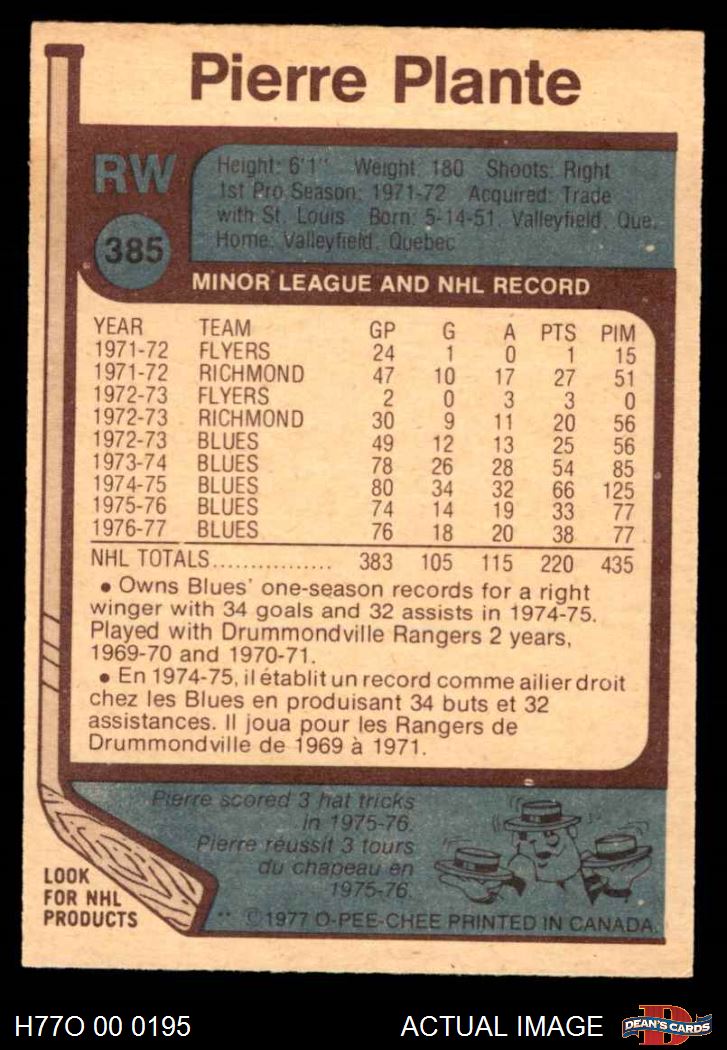 Pierre Plante
RW
Height: 6'1" Weight: 180 Shoots: Right
1st Pro Season: 1971-72 Acquired: Trade
with St. Louis. Born: 5-14-51, Valleyfield, Que.
Home: Valleyfield, Quebec
385
MINOR LEAGUE AND NHL RECORD
YEAR TEAM GP G A PTS PIM
1971-72 FLYERS 24 1 0 1 15
1971-72 RICHMOND 47 10 17 27 51
1972-73 FLYERS 2 0 3 3 0
1972-73 RICHMOND 30 9 11 20 56
1972-73 BLUES 49 12 13 25 56
1973-74 BLUES 78 26 28 54 85
1974-75 BLUES 80 34 32 66 125
1975-76 BLUES 74 14 19 33 77
1976-77 BLUES 76 18 20 38 77
NHL TOTALS................ 383 105 115 220 435
• Owns Blues' one-season records for a right
winger with 34 goals and 32 assists in 1974-75.
Played with Drummondville Rangers 2 years,
1969-70 and 1970-71.
• En 1974-75, il établit un record comme ailier droit
chez les Blues en produisant 34 buts et 32
assistances. Il joua pour les Rangers de
Drummondville de 1969 à 1971.
Pierre scored 3 hat tricks
in 1975-76.
Pierre réussit 3 tours
du chapeau en
1975-76.
LOOK
FOR NHL
PRODUCTS
** ©1977 O-PEE-CHEE PRINTED IN CANADA.
H77O 00 0195
ACTUAL IMAGE
D
DEAN'S CARDS